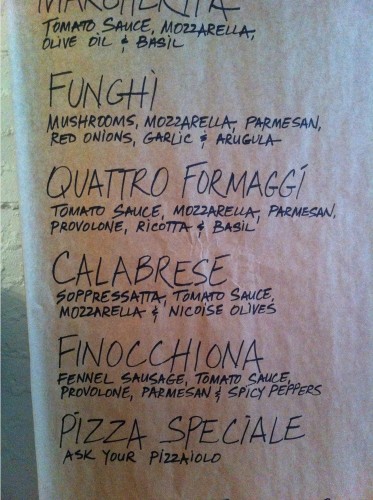 MARGHERITA
TOMATO SAUCE, MOZZARELLA,
OLIVE OIL & BASIL
FUNGHI
MUSHROOMS, MOZZARELLA, PARMESAN,
RED ONIONS, GARLIC & ARUGULA
QUATTRO FORMAGGI
TOMATO SAUCE, MOZZARELLA, PARMESAN,
PROVOLONE, RICOTTA & BASIL
CALABRESE
SOPPRESSATTA, TOMATO SAUCE,
MOZZARELLA & NICOISE OLIVES
FINOCCHIONA
FENNEL SAUSAGE, TOMATO SAUCE,
PROVOLONE, PARMESAN & SPICY PEPPERS
PIZZA SPECIALE
ASK YOUR PIZZAIOLO